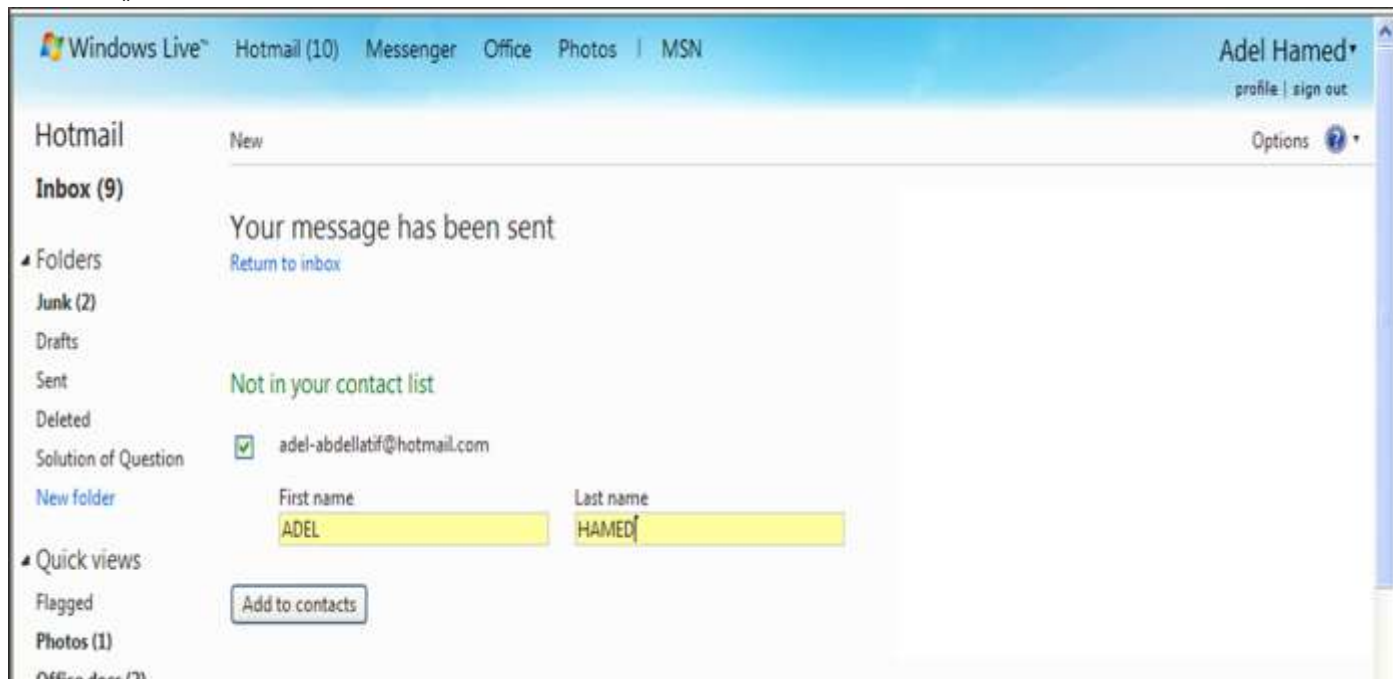 Windows Live™ Hotmail (10) Messenger Office Photos | MSN Adel Hamed
profile | sign out
Hotmail New Options
Inbox (9)
Your message has been sent
Folders Return to inbox
Junk (2)
Drafts
Sent Not in your contact list
Deleted
Solution of Question adel-abdellatif@hotmail.com
New folder First name Last name
ADEL HAMED
Quick views
Flagged Add to contacts
Photos (1)